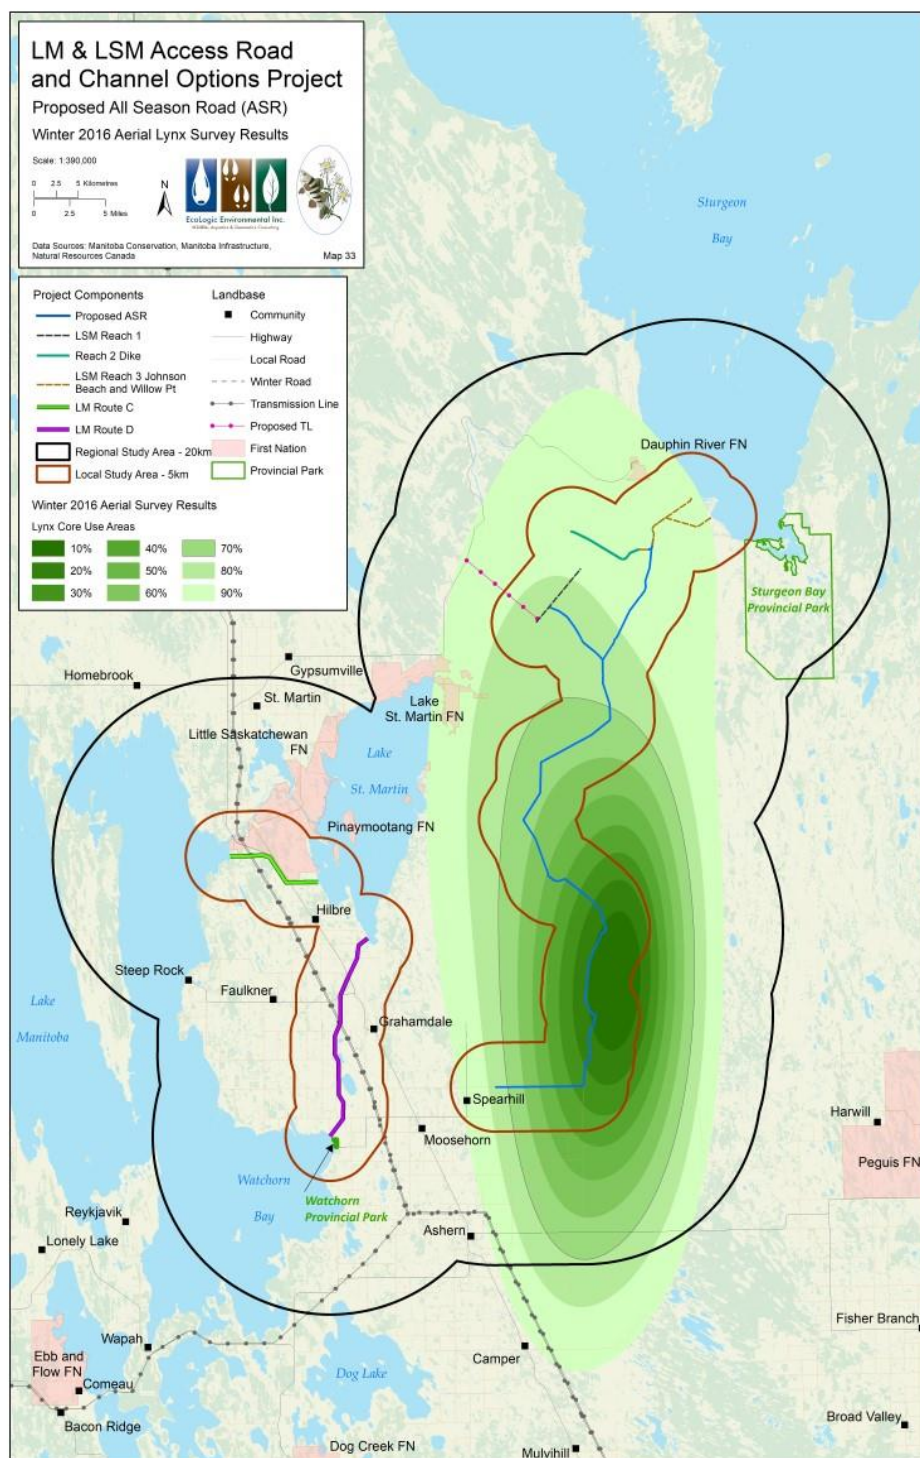 LM & LSM Access Road
and Channel Options Project
Proposed All Season Road (ASR)
Winter 2016 Aerial Lynx Survey Results
Scale: 1:390,000
0 2.5 5 Kilometres
0 2.5 5 Miles
N
EcoLogic Environmental Inc.
Data Sources: Manitoba Conservation, Manitoba Infrastructure,
Natural Resources Canada
Map 33
Project Components
Proposed ASR
LSM Reach 1
Reach 2 Dike
LSM Reach 3 Johnson
Beach and Willow Pt
LM Route C
LM Route D
Regional Study Area - 20km
Local Study Area - 5km
Landbase
Community
Highway
Local Road
Winter Road
Transmission Line
Proposed TL
First Nation
Provincial Park
Winter 2016 Aerial Survey Results
Lynx Core Use Areas
10% 40% 70%
20% 50% 80%
30% 60% 90%
Sturgeon
Bay
Dauphin River FN
Sturgeon Bay
Provincial Park
Gypsumville
Homebrook
St. Martin
Lake
St. Martin FN
Little Saskatchewan
FN
Lake
St. Martin
Pinaymootang FN
Hilbre
Steep Rock
Faulkner
Lake
Manitoba
Grahamdale
Spearhill
Moosehorn
Harwill
Peguis FN
Watchorn
Bay
Watchorn
Provincial Park
Reykjavik
Lonely Lake
Ashern
Fisher Branch
Wapah
Ebb and
Flow FN
Comeau
Bacon Ridge
Dog Lake
Camper
Broad Valley
Dog Creek FN
Mulvihill